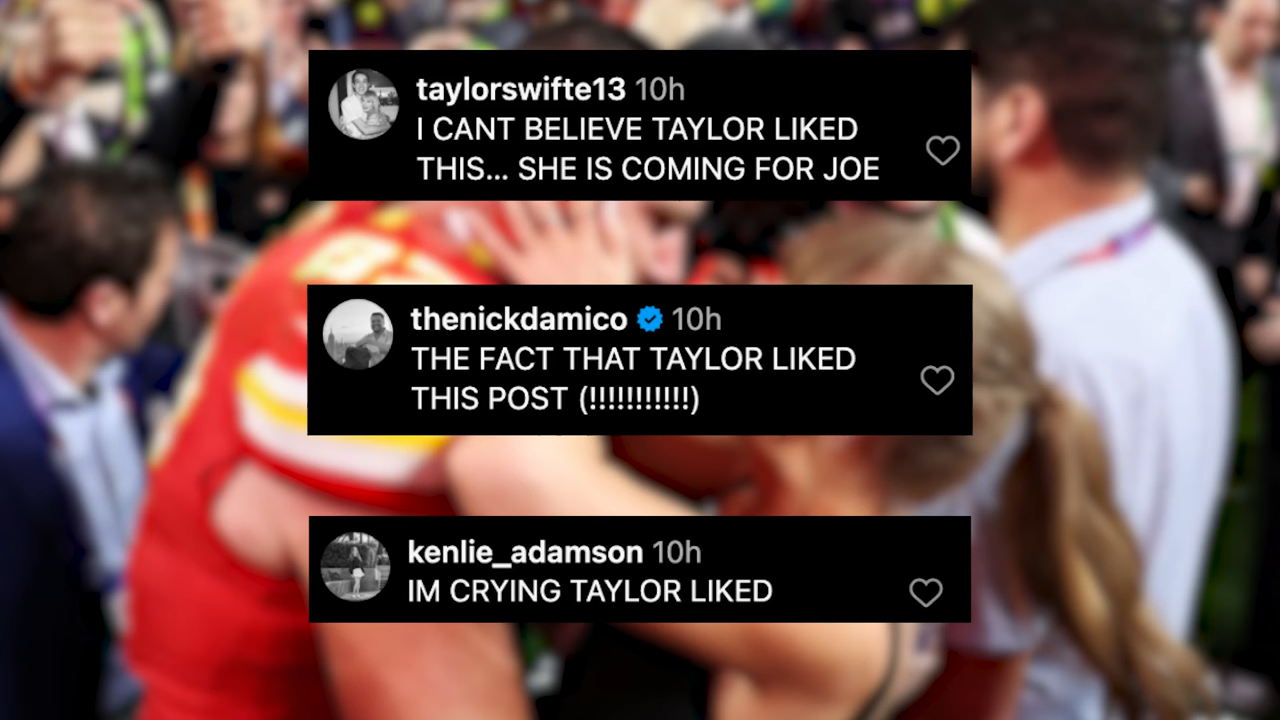 taylorswifte13 10h
I CANT BELIEVE TAYLOR LIKED
THIS... SHE IS COMING FOR JOE
thenickdamico 10h
THE FACT THAT TAYLOR LIKED
THIS POST (!!!!!!!!!!!)
kenlie_adamson 10h
IM CRYING TAYLOR LIKED